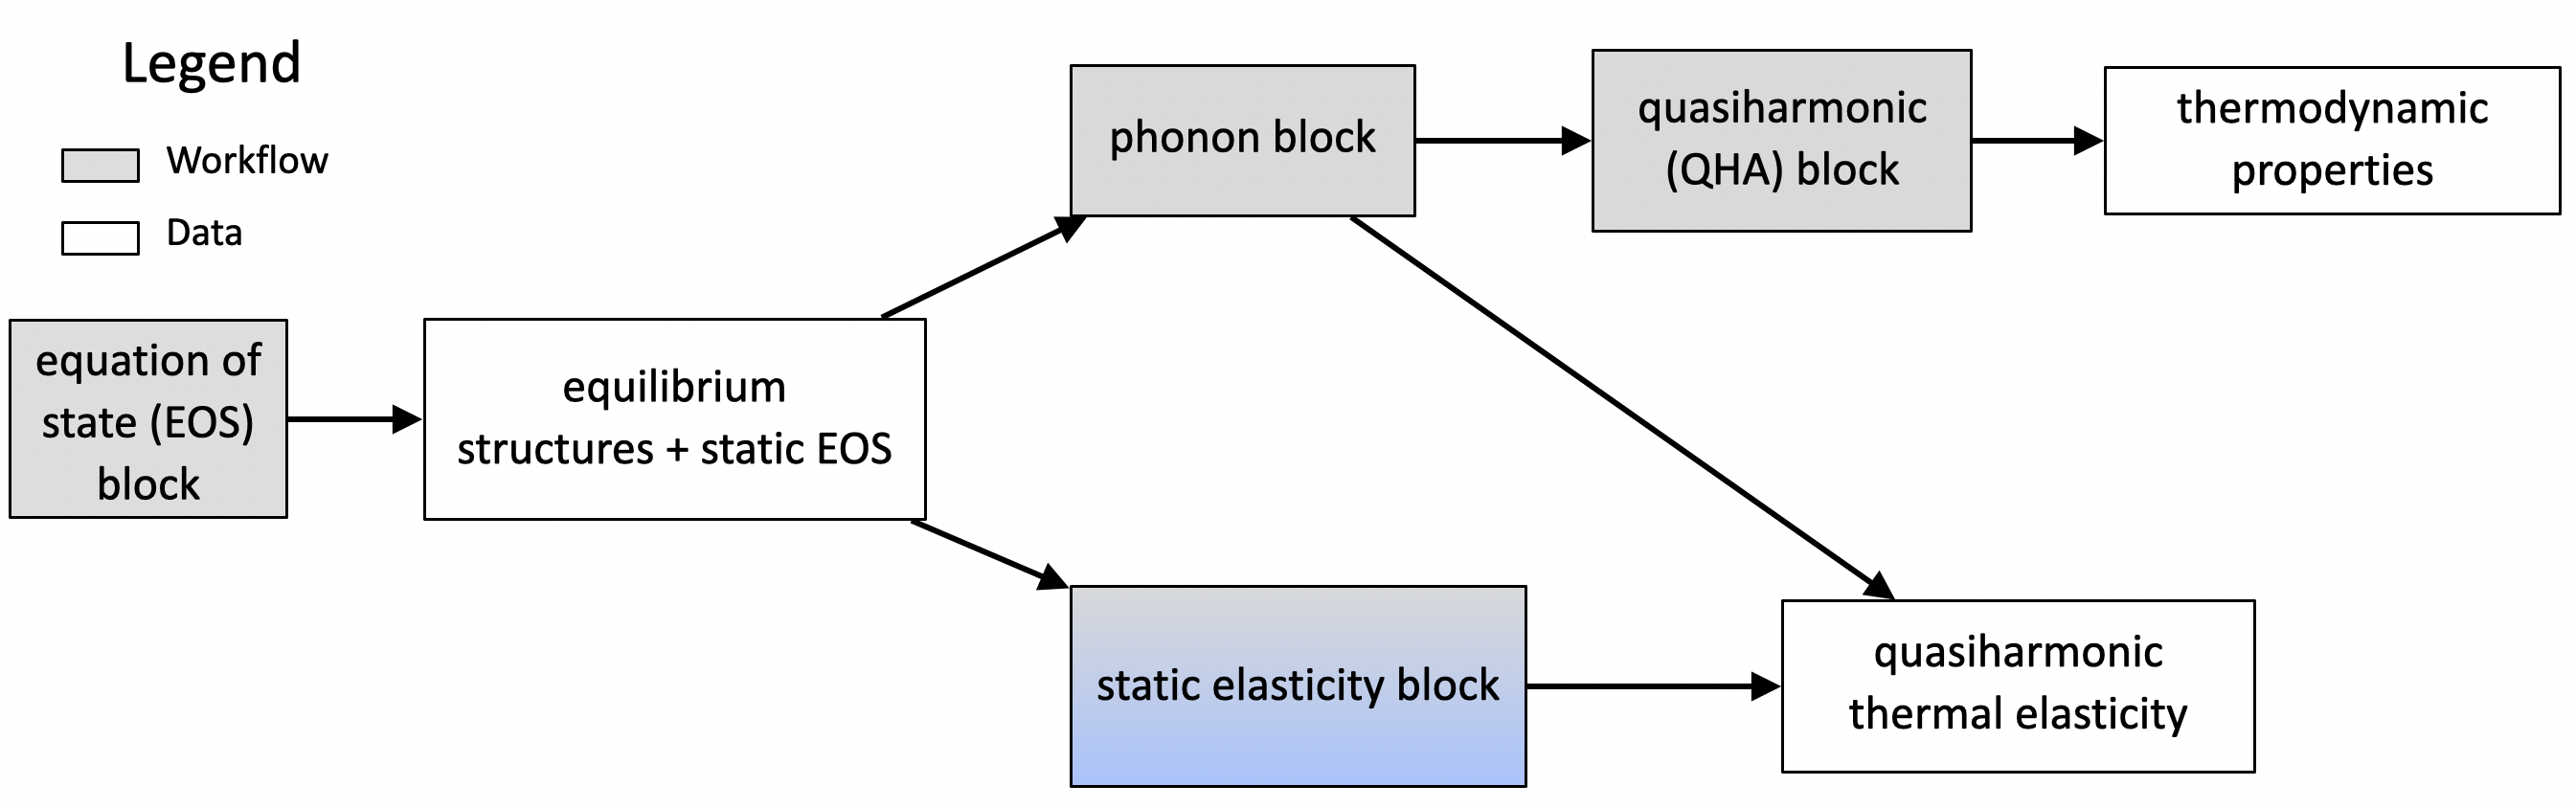 Legend
Workflow
Data
equation of
state (EOS)
block
equilibrium
structures + static EOS
phonon block
quasiharmonic
(QHA) block
thermodynamic
properties
static elasticity block
quasiharmonic
thermal elasticity